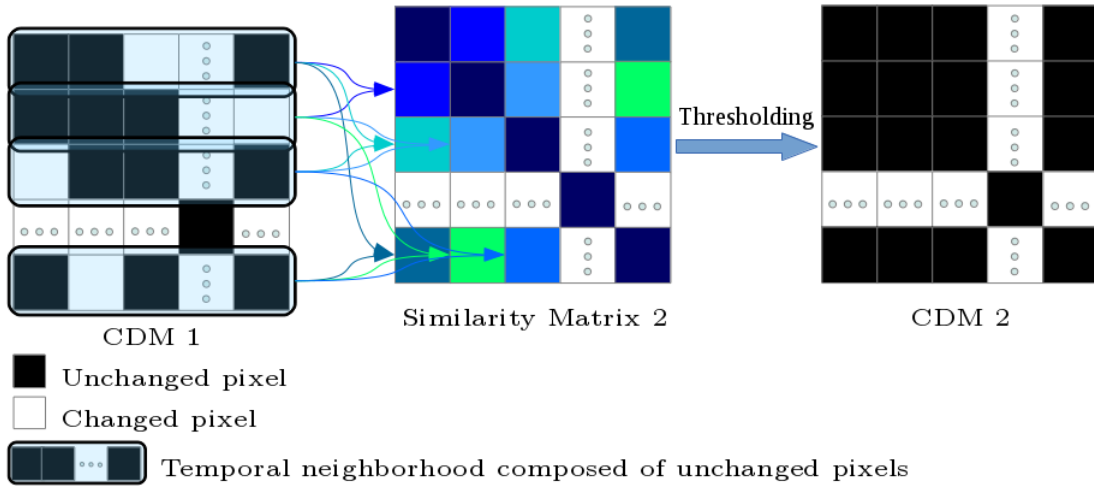 Thresholding
CDM 1
Similarity Matrix 2
CDM 2
Unchanged pixel
Changed pixel
Temporal neighborhood composed of unchanged pixels